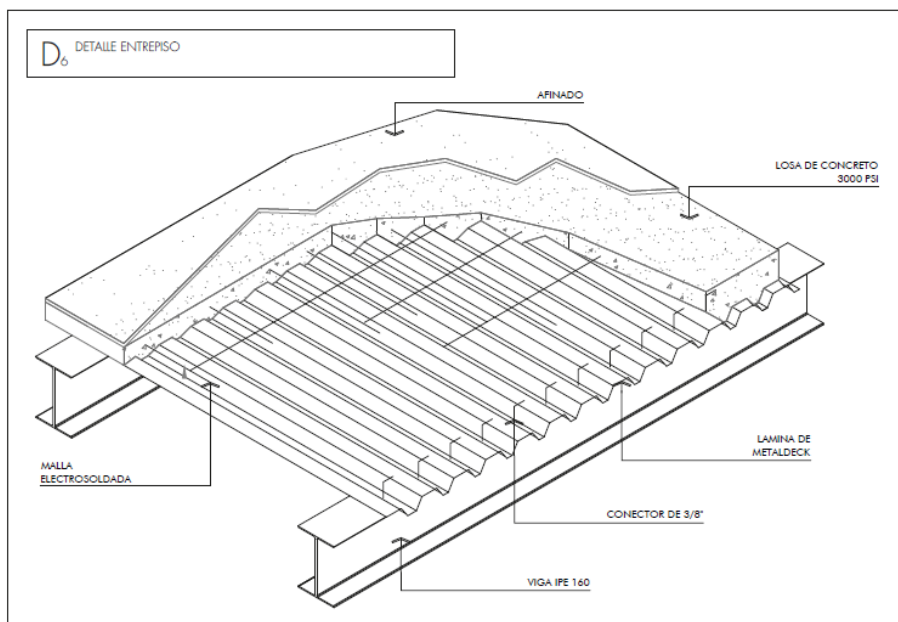 D6 DETALLE ENTREPISO
AFINADO
LOSA DE CONCRETO
3000 PSI
MALLA
ELECTROSOLDADA
LAMINA DE
METALDECK
CONECTOR DE 3/8"
VIGA IPE 160